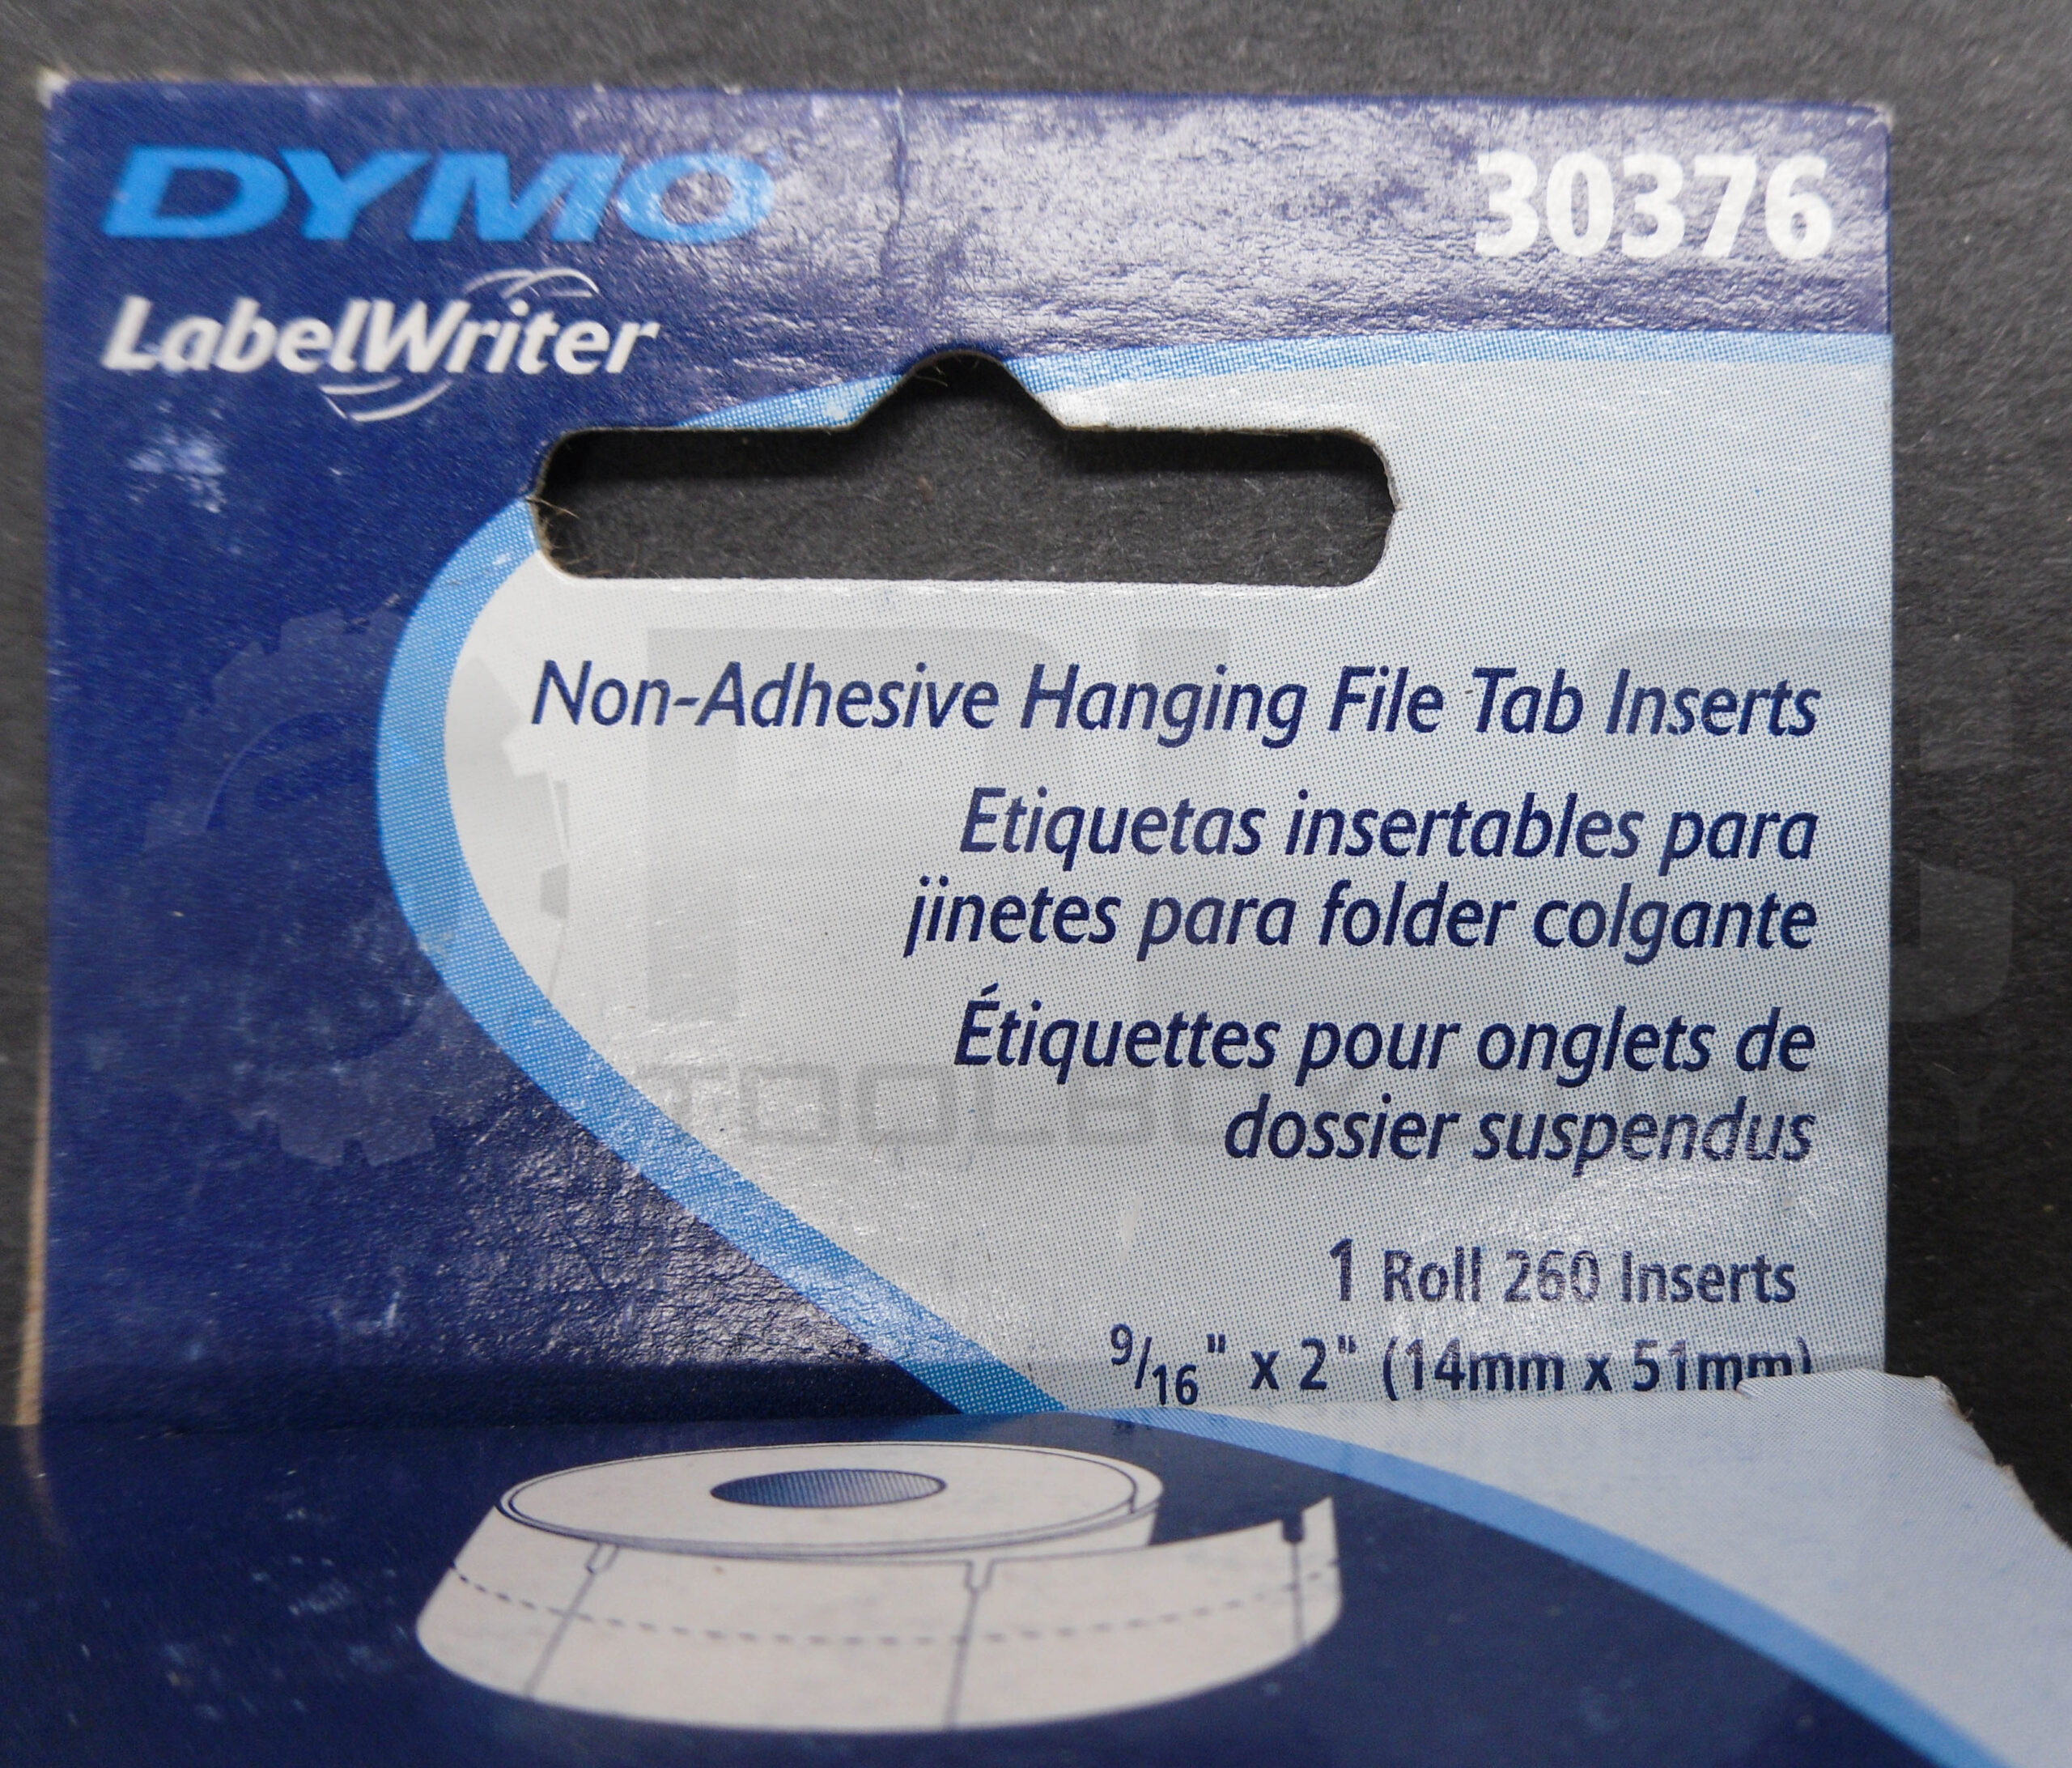 DYMO
30376
LabelWriter
Non-Adhesive Hanging File Tab Inserts
Etiquetas insertables para
jinetes para folder colgante
Étiquettes pour onglets de
dossier suspendus
1 Roll 260 Inserts
9/16" x 2" (14mm x 51mm)